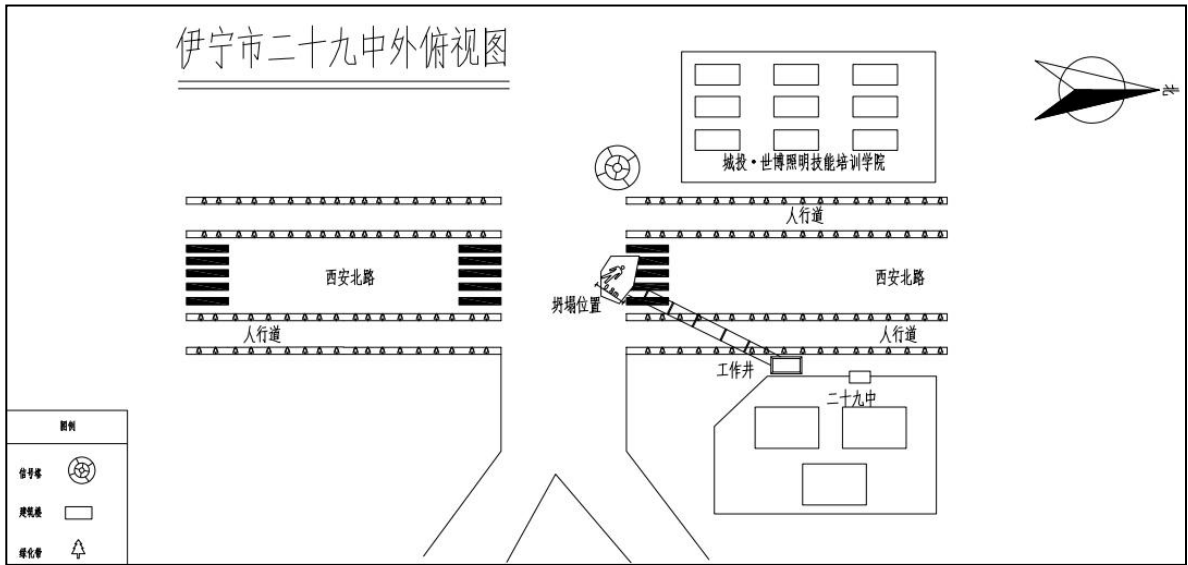 伊宁市二十九中外俯视图
北
城投·世博照明技能培训学院
人行道
西安北路
西安北路
坍塌位置
人行道
人行道
工作井
二十九中
图例
信号塔
建筑楼
绿化带